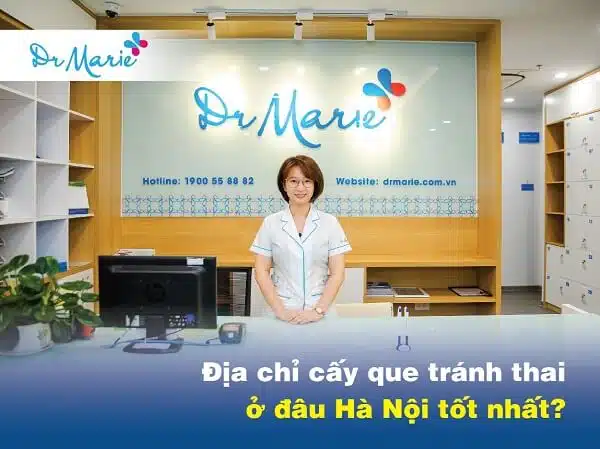 Dr Marie
Dr Marie
Hotline: 1900 55 88 82 Website: drmarie.com.vn
Địa chỉ cấy que tránh thai
ở đâu Hà Nội tốt nhất?